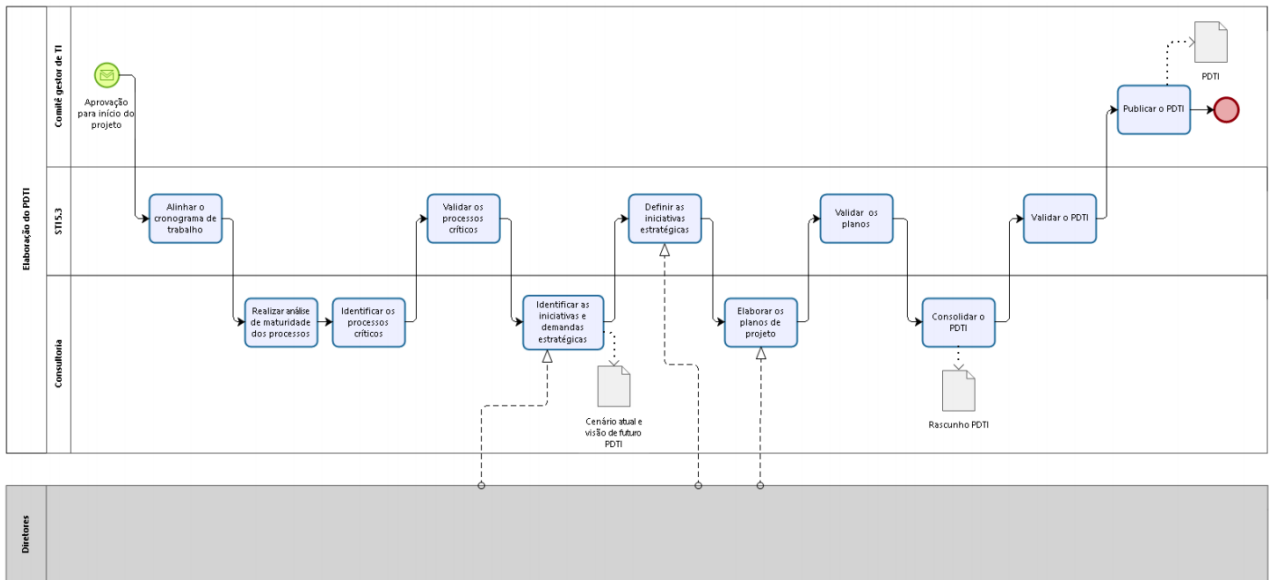 Elaboração do PDTI
Comitê gestor de TI
Aprovação
para início do
projeto
Publicar o PDTI
PDTI
STI5.3
Alinhar o
cronograma de
trabalho
Validar os
processos
críticos
Definir as
iniciativas
estratégicas
Validar os
planos
Validar o PDTI
Consultoria
Realizar análise
de maturidade
dos processos
Identificar os
processos
críticos
Identificar as
iniciativas e
demandas
estratégicas
Cenário atual e
visão de futuro
PDTI
Elaborar os
planos de
projeto
Consolidar o
PDTI
Rascunho PDTI
Diretores